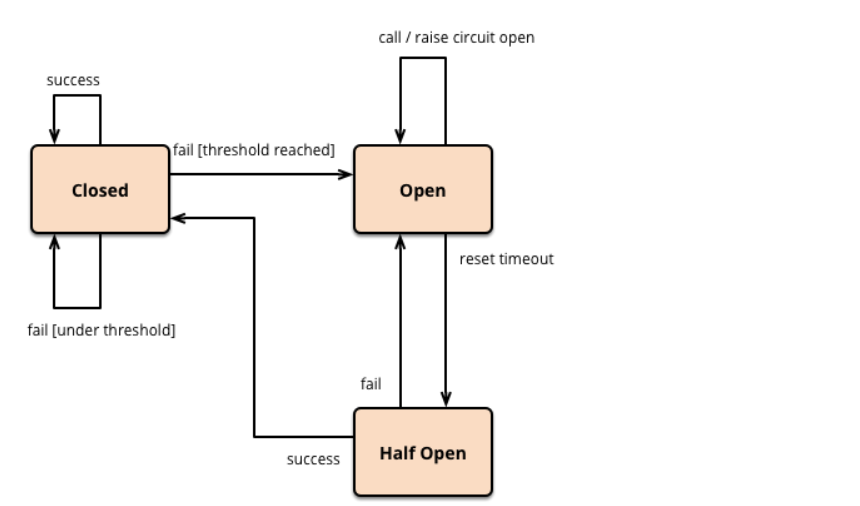 call / raise circuit open
success
fail [threshold reached]
Closed
Open
reset timeout
fail [under threshold]
fail
Half Open
success